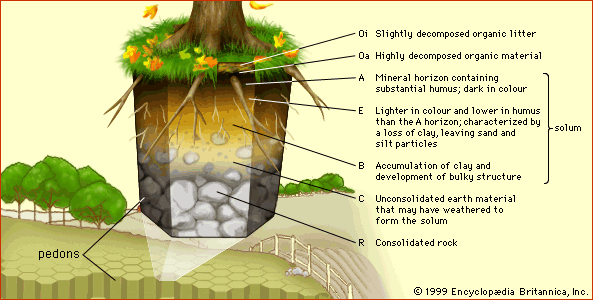 Oi Slightly decomposed organic litter
Oa Highly decomposed organic material
A Mineral horizon containing
substantial humus; dark in colour
E Lighter in colour and lower in humus
than the A horizon; characterized by
a loss of clay, leaving sand and
silt particles
solum
B Accumulation of clay and
development of bulky structure
C Unconsolidated earth material
that may have weathered to
form the solum
R Consolidated rock
pedons
© 1999 Encyclopædia Britannica, Inc.